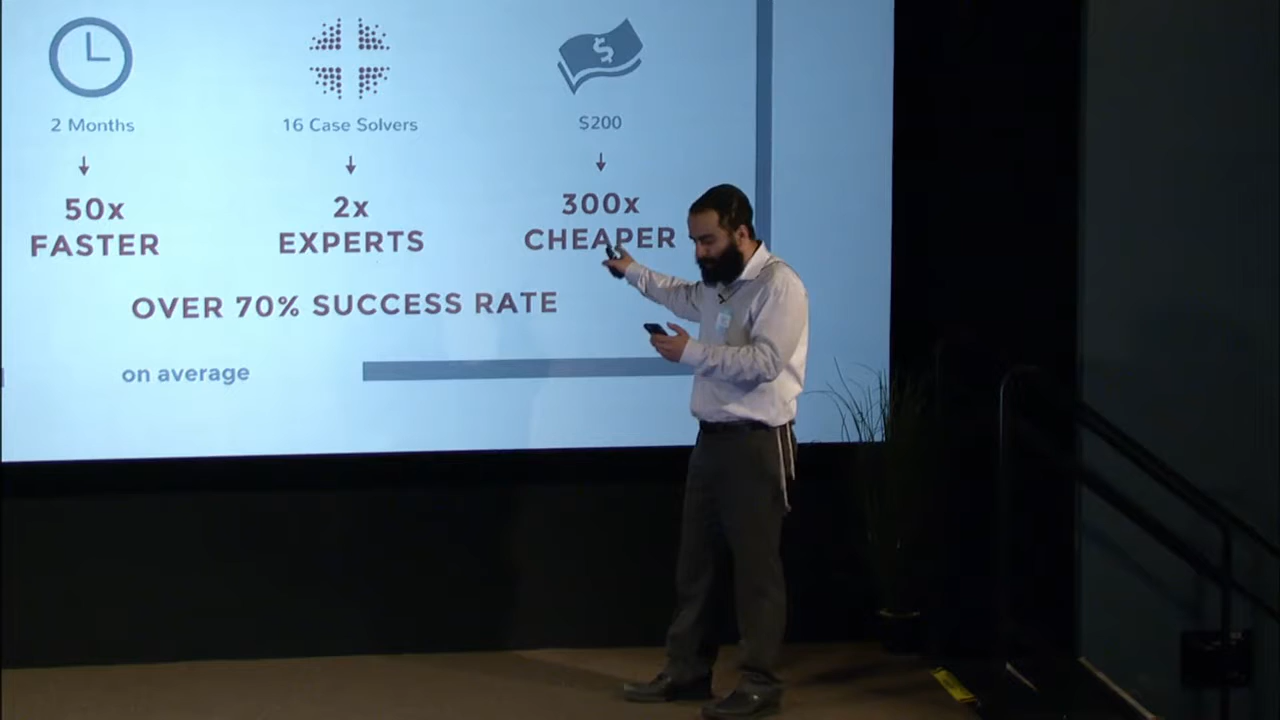 2 Months
16 Case Solvers
$200
50x
FASTER
2x
EXPERTS
300x
CHEAPER
OVER 70% SUCCESS RATE
on average